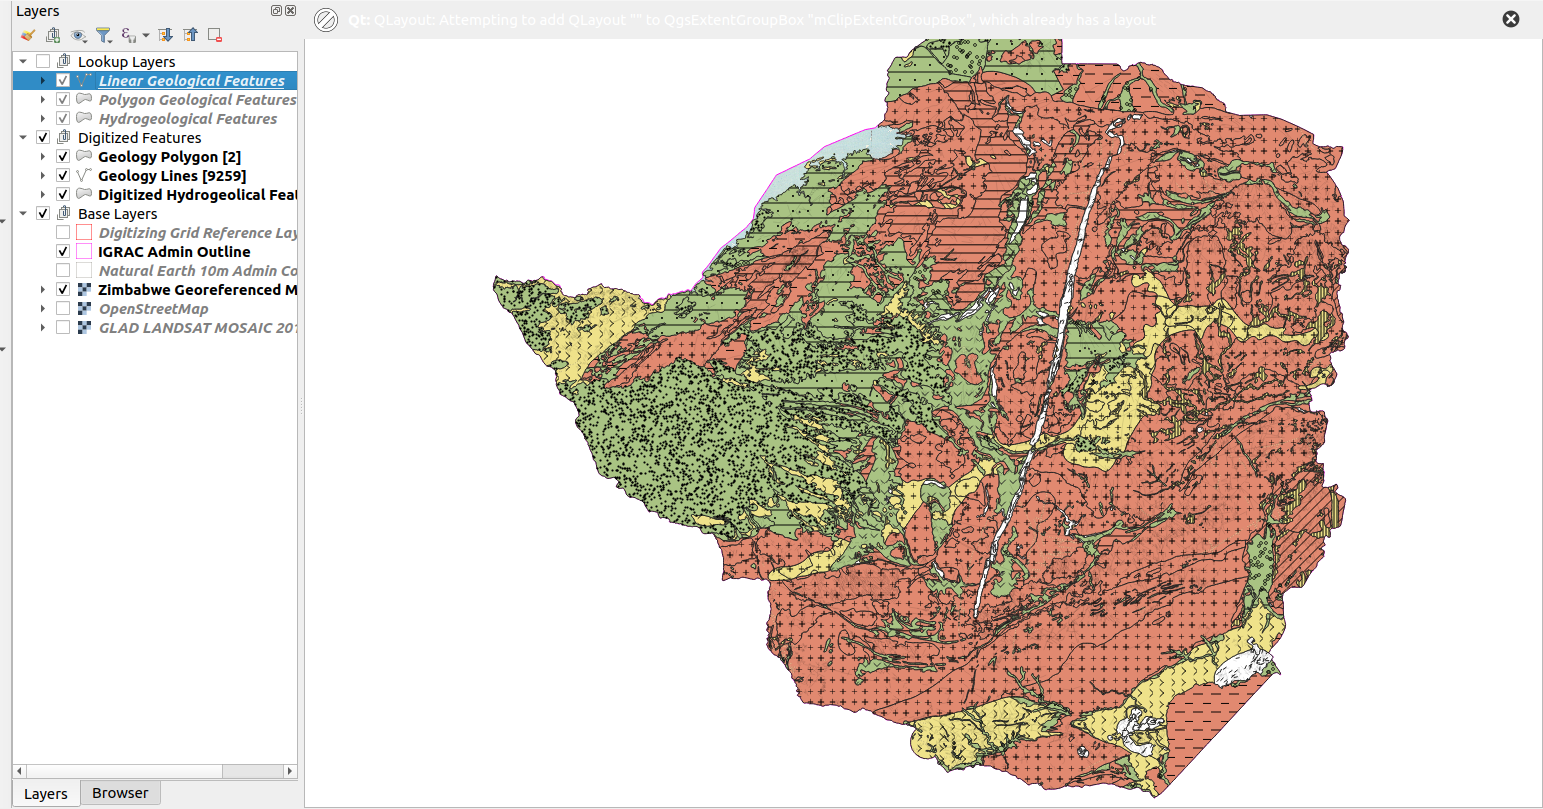 Layers
Qt: QLayout: Attempting to add QLayout "" to QgsExtentGroupBox "mClipExtentGroupBox", which already has a layout
Lookup Layers
Linear Geological Features
Polygon Geological Features
Hydrogeological Features
Digitized Features
Geology Polygon [2]
Geology Lines [9259]
Digitized Hydrogeolical Feat
Base Layers
Digitizing Grid Reference Lay
IGRAC Admin Outline
Natural Earth 10m Admin Co
Zimbabwe Georeferenced M
OpenStreetMap
GLAD LANDSAT MOSAIC 201
Layers
Browser